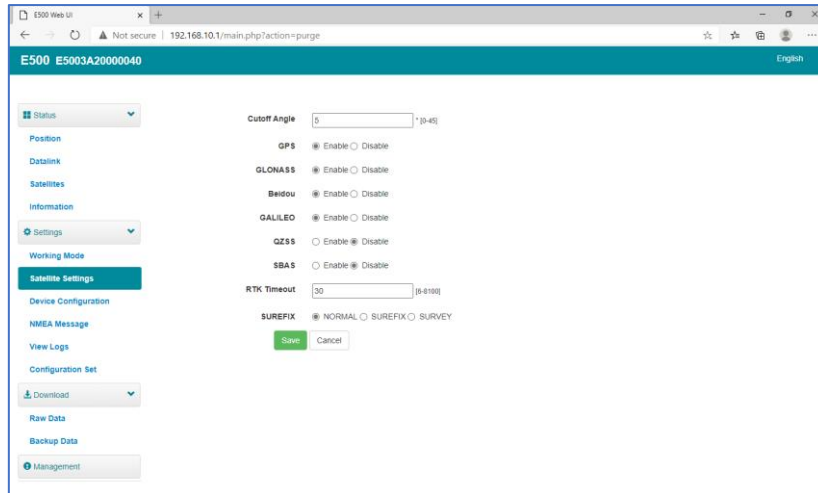 E500 Web UI
Not secure | 192.168.10.1/main.php?action=purge
E500 E5003A20000040
English
Status
Position
Datalink
Satellites
Information
Settings
Working Mode
Satellite Settings
Device Configuration
NMEA Message
View Logs
Configuration Set
Download
Raw Data
Backup Data
Management
Cutoff Angle 5 ° [0-45]
GPS Enable Disable
GLONASS Enable Disable
Beidou Enable Disable
GALILEO Enable Disable
QZSS Enable Disable
SBAS Enable Disable
RTK Timeout 30 [6-8100]
SUREFIX NORMAL SUREFIX SURVEY
Save Cancel